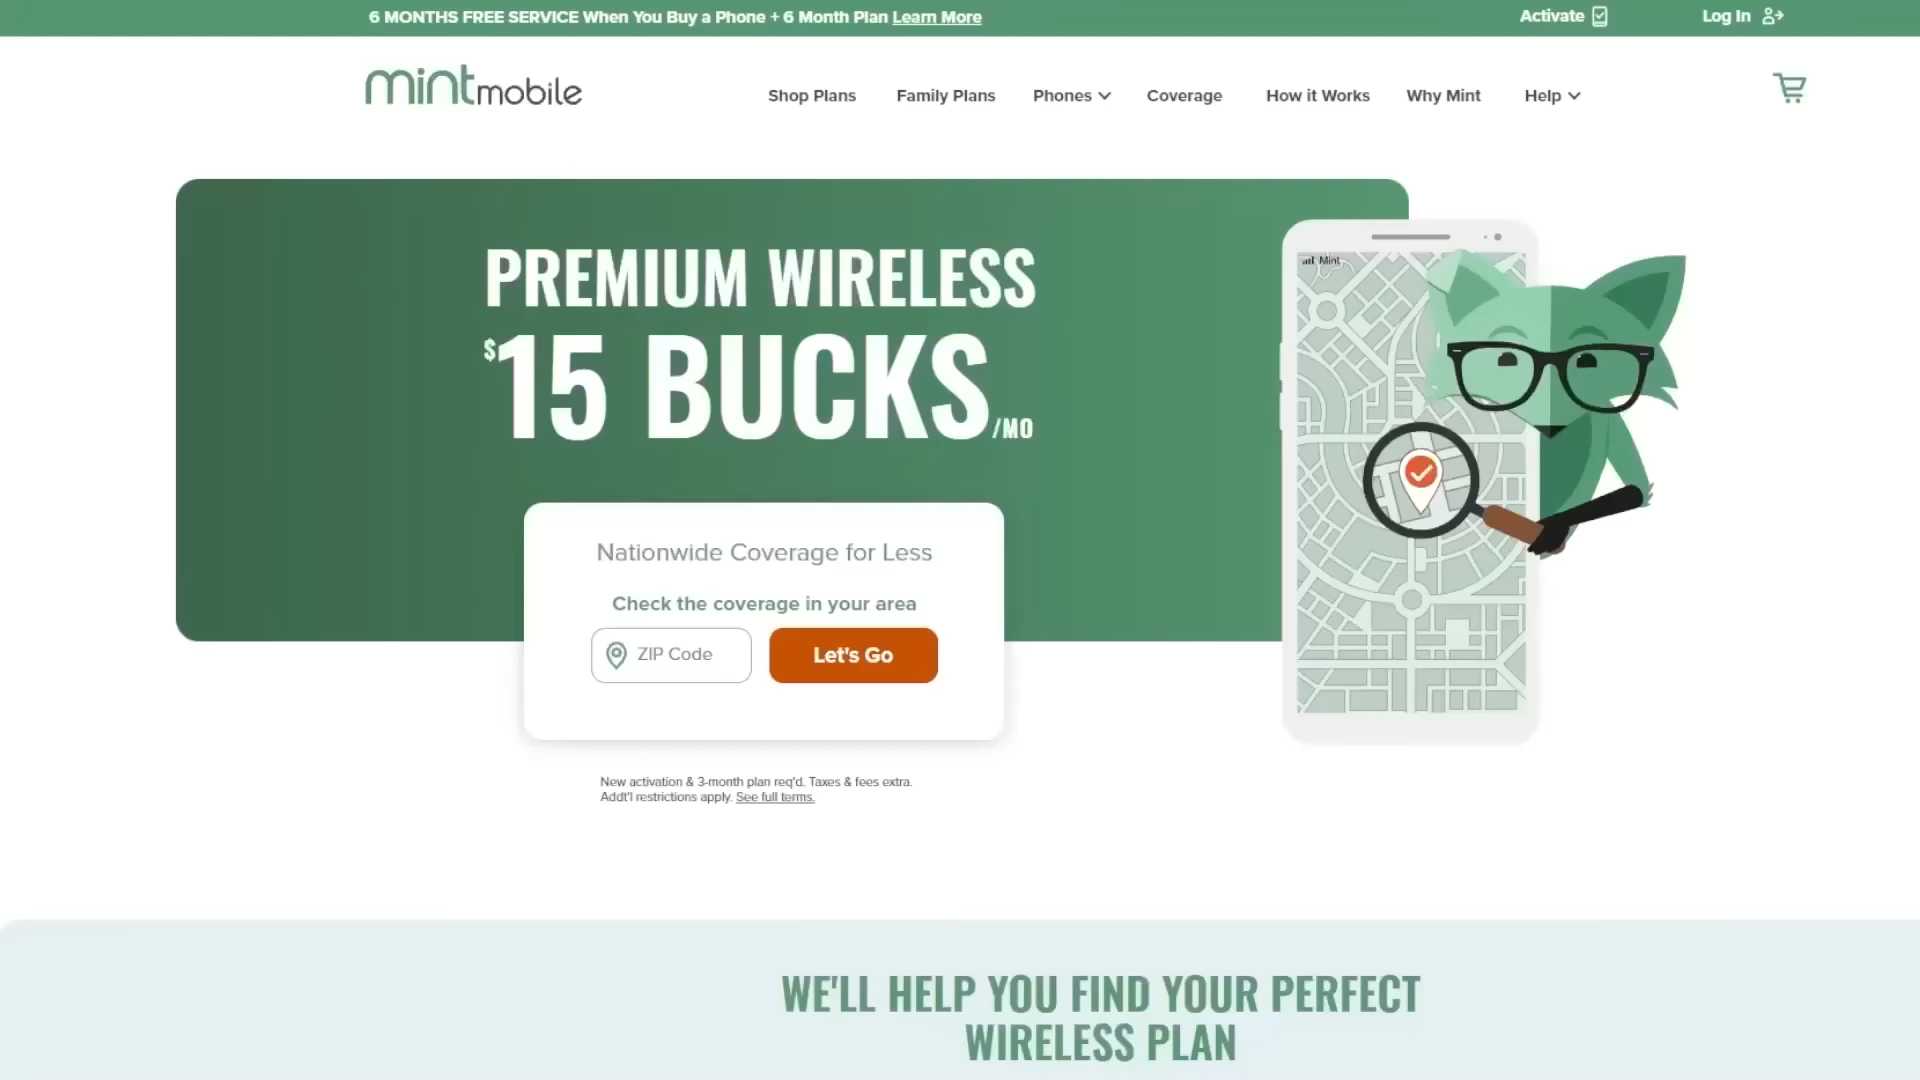 6 MONTHS FREE SERVICE When You Buy a Phone + 6 Month Plan Learn More
Activate
Log In
mintmobile
Shop Plans
Family Plans
Phones
Coverage
How it Works
Why Mint
Help
PREMIUM WIRELESS
$15 BUCKS/MO
Mint
Nationwide Coverage for Less
Check the coverage in your area
ZIP Code
Let's Go
New activation & 3-month plan req'd. Taxes & fees extra.
Addt'l restrictions apply. See full terms.
WE'LL HELP YOU FIND YOUR PERFECT
WIRELESS PLAN